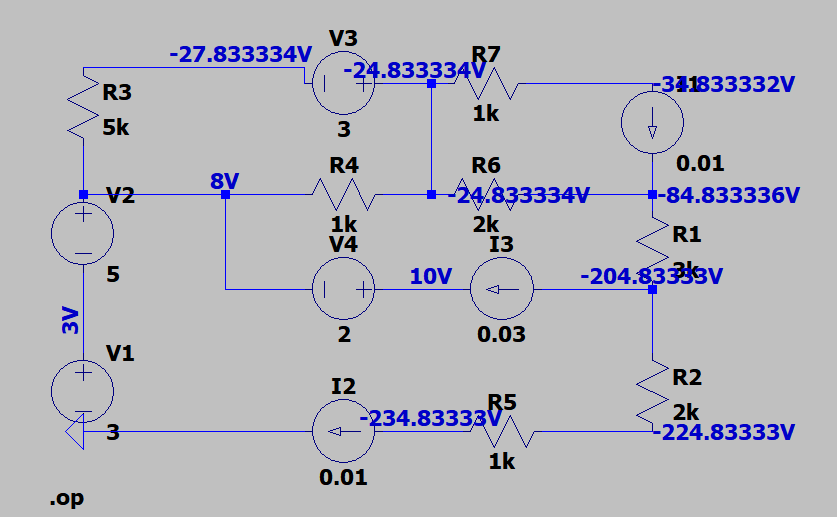 V3
-27.833334V
-24.833334V
R7
-34.833332V
I1
R3
5k
3
1k
0.01
R4
R6
8V
V2
-24.833334V
-84.833336V
1k
2k
V4
I3
R1
3k
5
10V
-204.83333V
3V
2
0.03
V1
R2
2k
I2
R5
-234.83333V
-224.83333V
3
1k
0.01
.op